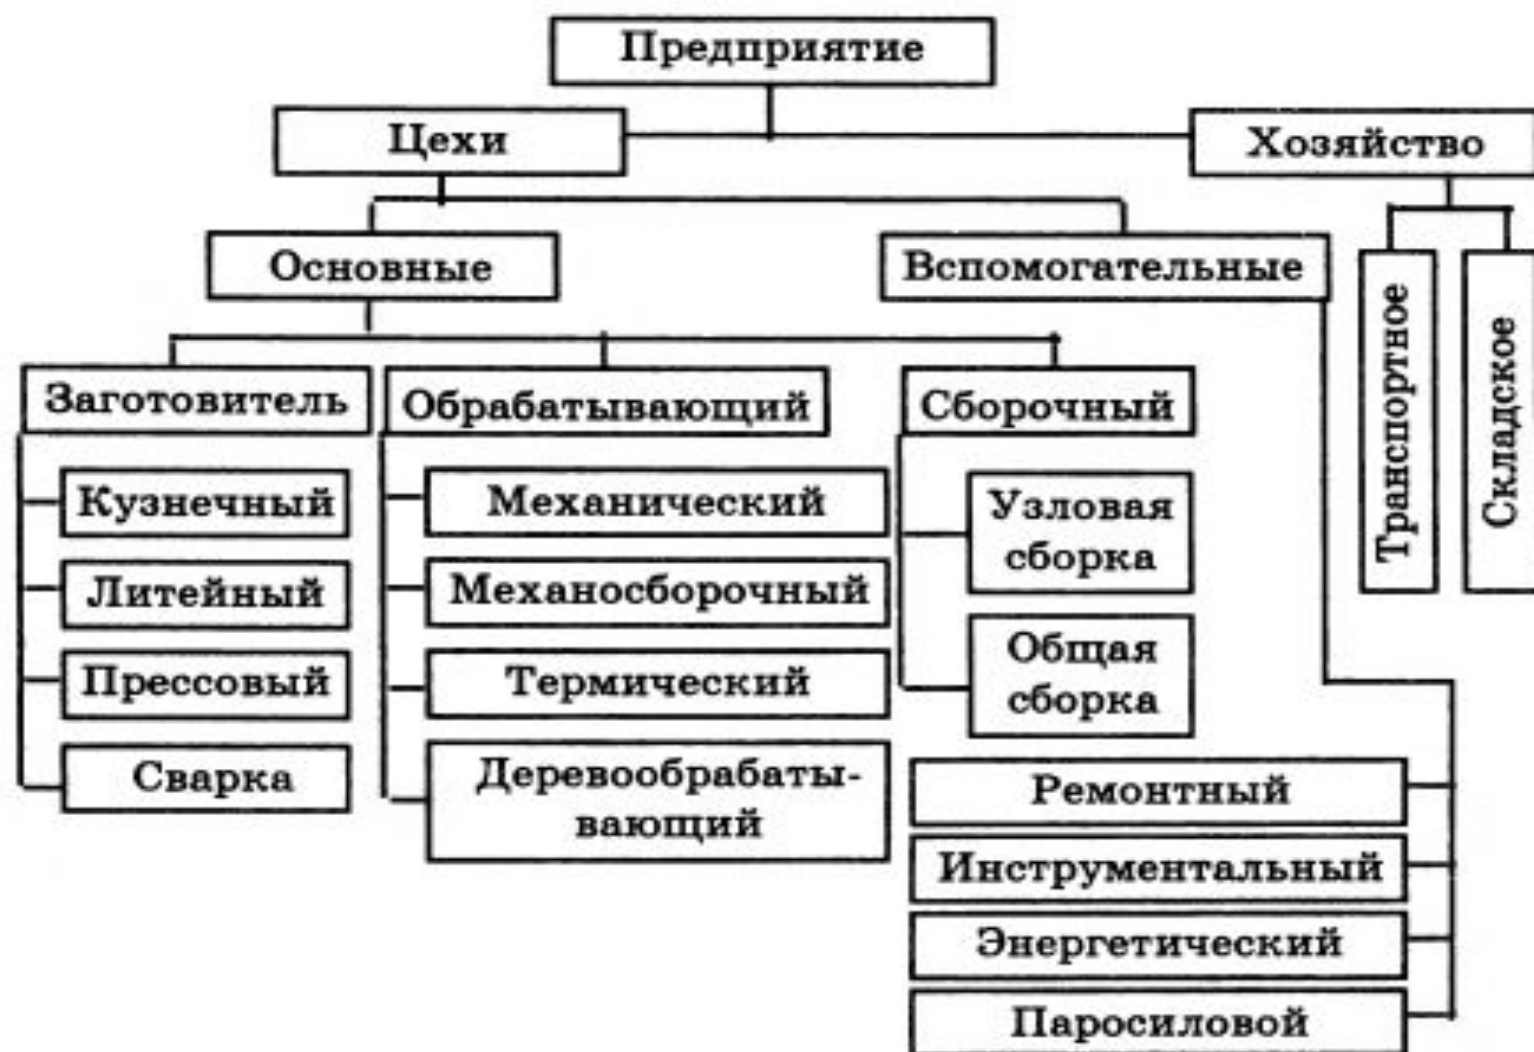 Предприятие
Цехи
Хозяйство
Основные
Вспомогательные
Транспортное
Складское
Заготовитель
Обрабатывающий
Сборочный
Кузнечный
Литейный
Прессовый
Сварка
Механический
Механосборочный
Термический
Деревообрабаты-
вающий
Узловая
сборка
Общая
сборка
Ремонтный
Инструментальный
Энергетический
Паросиловой